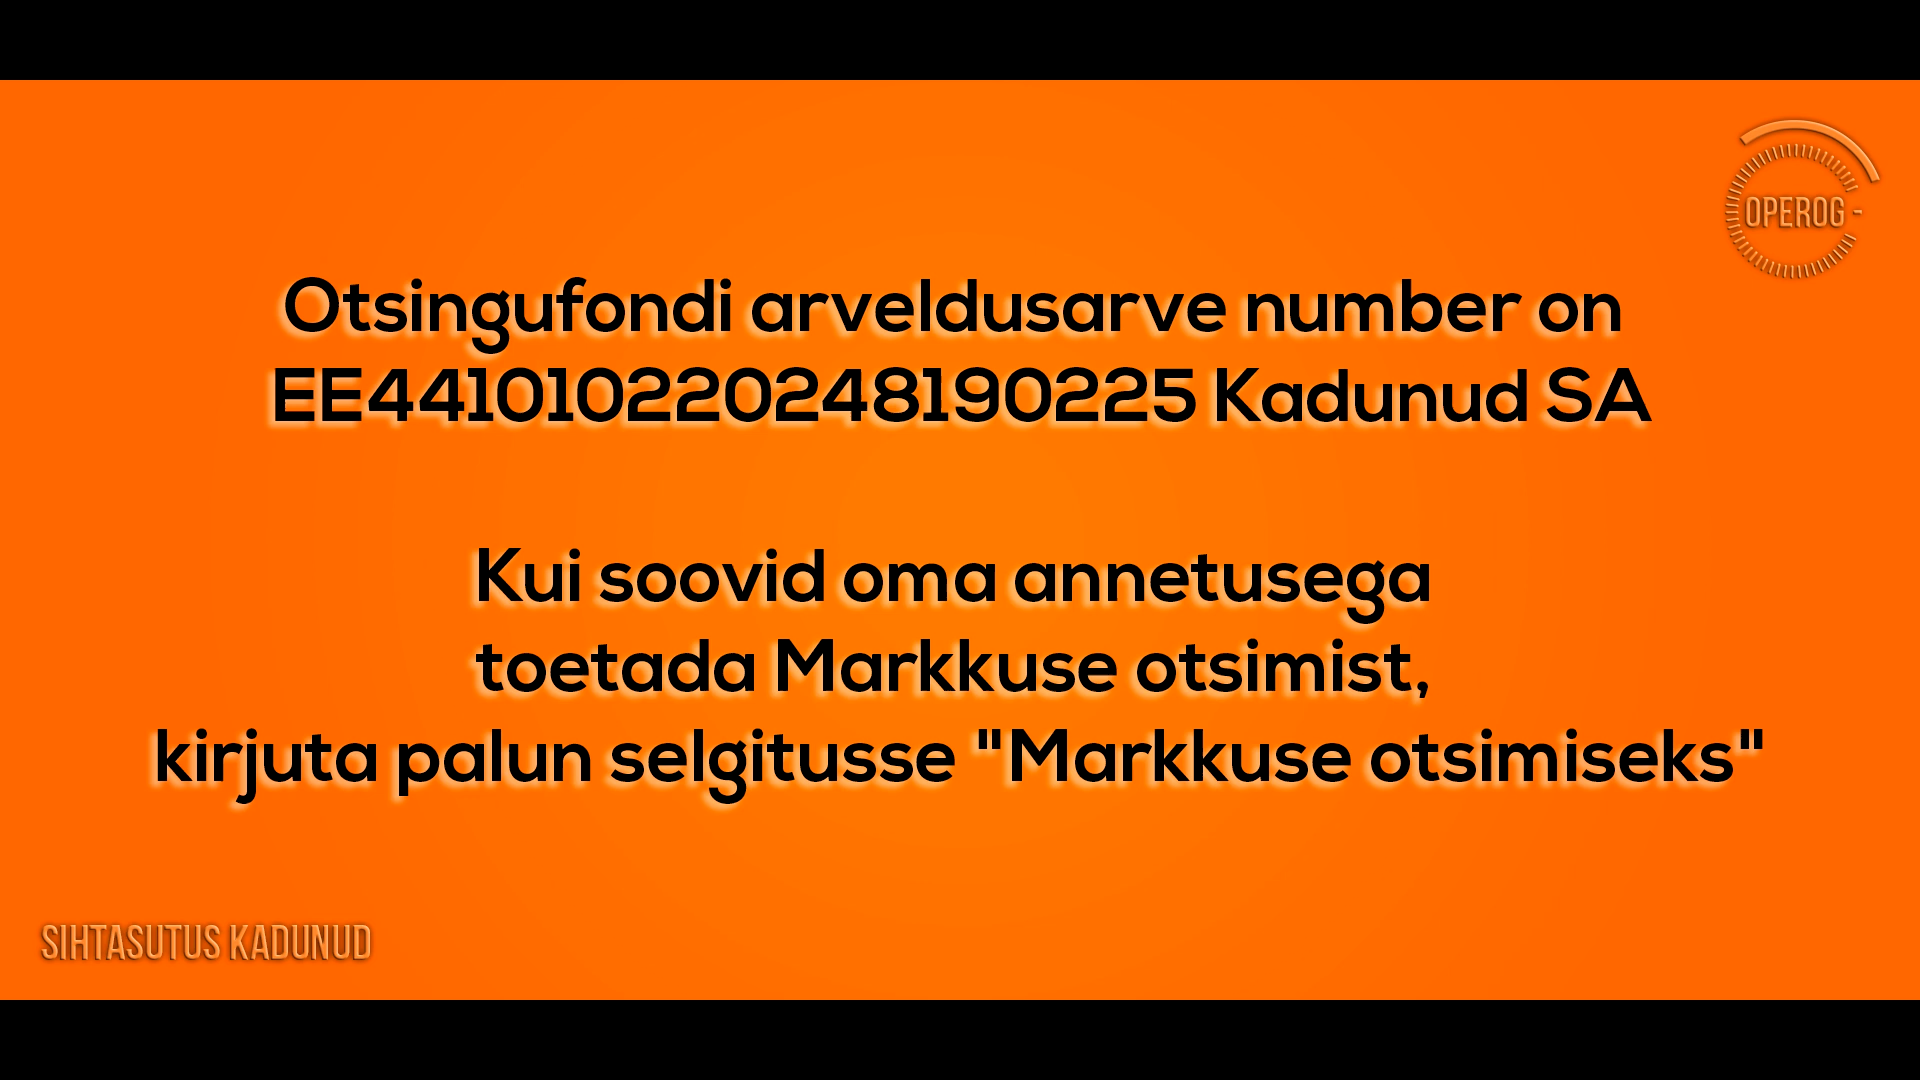 OPEROG -
Otsingufondi arveldusarve number on
EE441010220248190225 Kadunud SA
Kui soovid oma annetusega
toetada Markkuse otsimist,
kirjuta palun selgitusse "Markkuse otsimiseks"
SIHTASUTUS KADUNUD